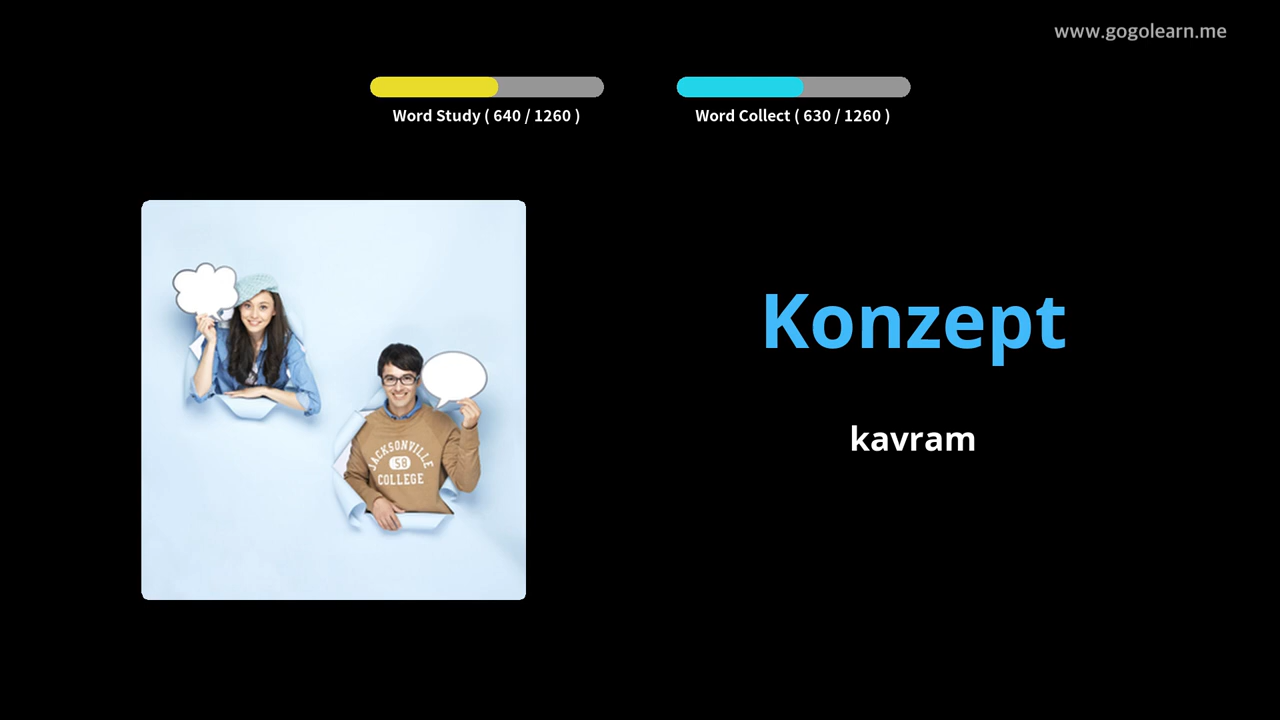 www.gogolearn.me
Word Study ( 640 / 1260 )
Word Collect ( 630 / 1260 )
JACKSONVILLE
58
COLLEGE
Konzept
kavram